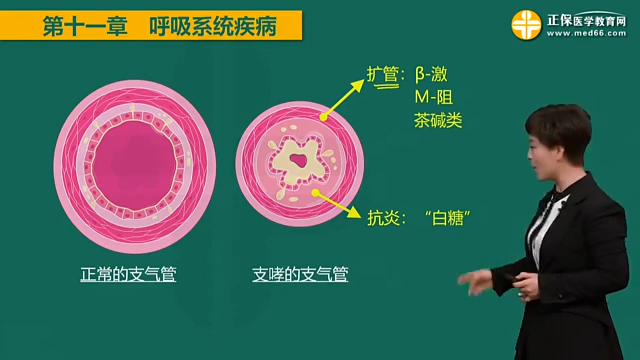 第十一章 呼吸系统疾病
正保医学教育网
www.med66.com
扩管：β-激
M-阻
茶碱类
抗炎：“白糖”
正常的支气管
支哮的支气管